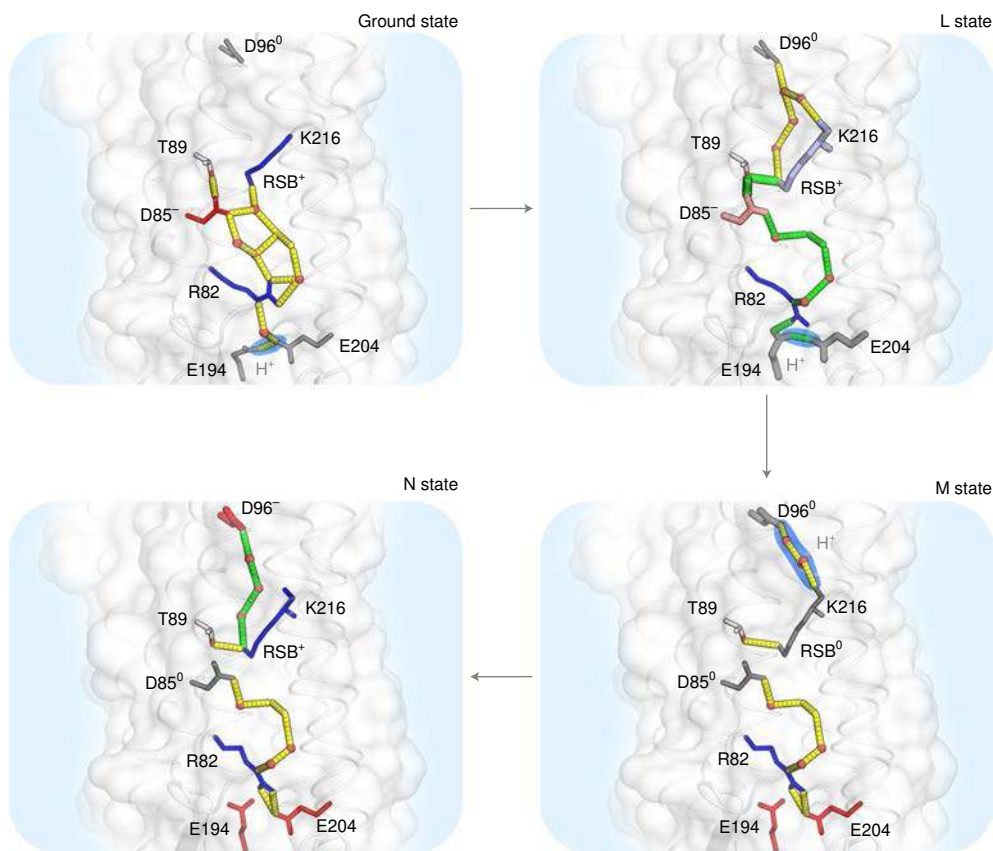 Ground state
D96⁰
T89
K216
RSB⁺
D85⁻
R82
E204
E194
H⁺
L state
D96⁰
T89
K216
RSB⁺
D85⁻
R82
E204
E194
H⁺
N state
D96⁻
T89
K216
RSB⁺
D85⁰
R82
E194
E204
M state
D96⁰
H⁺
T89
K216
RSB⁰
D85⁰
R82
E194
E204